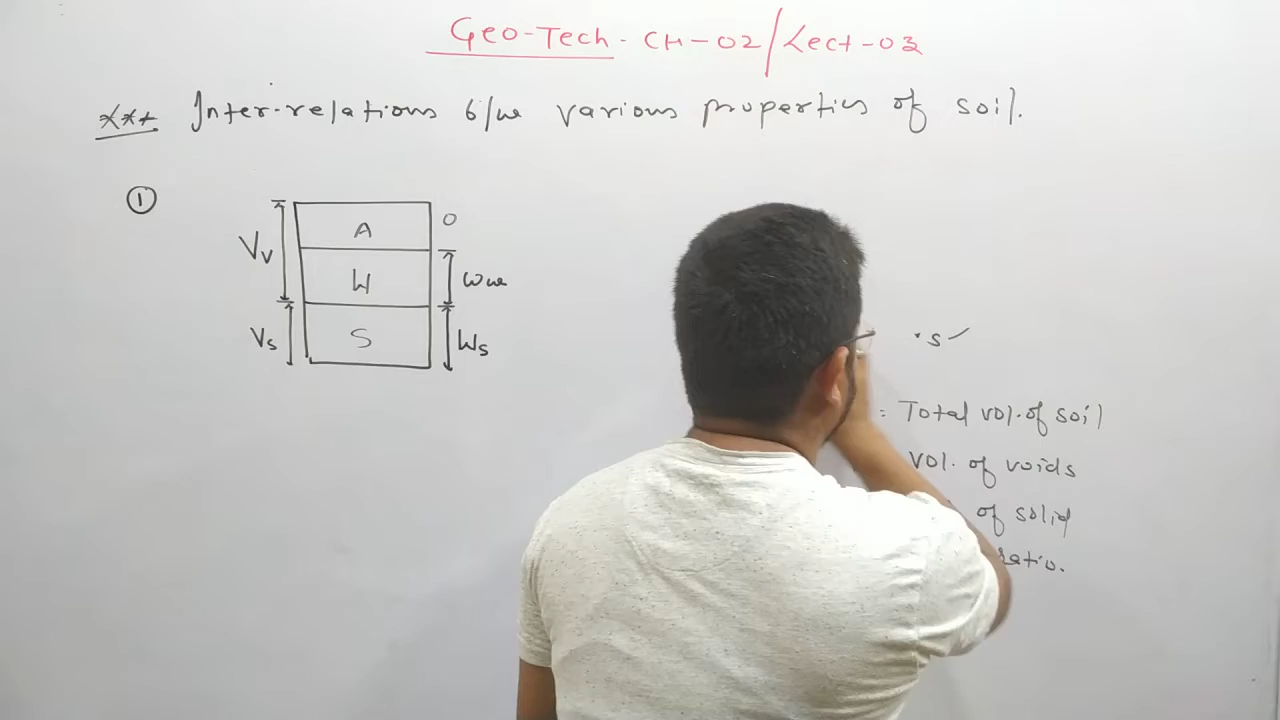 Geo-Tech - CH-02/Lect-03
*** Inter-relations b/w various properties of soil.
①
A 0
Vv
W Ww
Vs S Ws
s ✓
= Total vol. of soil
vol. of voids
of solid
ratio.